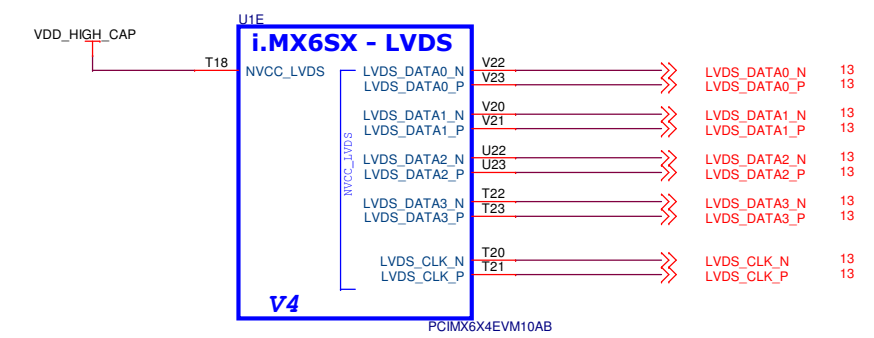 U1E
VDD_HIGH_CAP
i.MX6SX - LVDS
T18
NVCC_LVDS
NVCC_LVDS
LVDS_DATA0_N V22 LVDS_DATA0_N 13
LVDS_DATA0_P V23 LVDS_DATA0_P 13
LVDS_DATA1_N V20 LVDS_DATA1_N 13
LVDS_DATA1_P V21 LVDS_DATA1_P 13
LVDS_DATA2_N U22 LVDS_DATA2_N 13
LVDS_DATA2_P U23 LVDS_DATA2_P 13
LVDS_DATA3_N T22 LVDS_DATA3_N 13
LVDS_DATA3_P T23 LVDS_DATA3_P 13
LVDS_CLK_N T20 LVDS_CLK_N 13
LVDS_CLK_P T21 LVDS_CLK_P 13
V4
PCIMX6X4EVM10AB